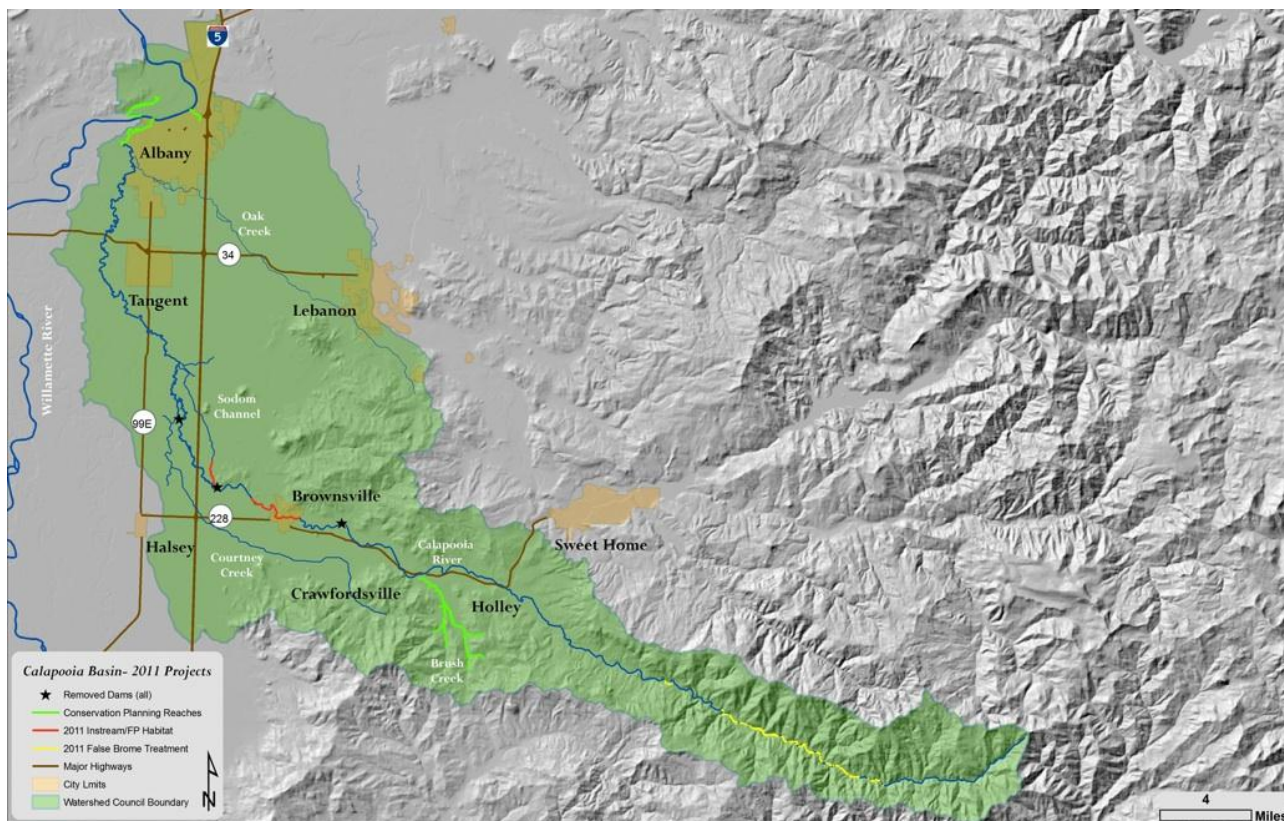 5
Albany
Oak
Creek
34
Tangent
Lebanon
Willamette River
Sodom
Channel
99E
Brownsville
228
Halsey
Courtney
Creek
Calapooia
River
Sweet Home
Crawfordsville
Holley
Brush
Creek
Calapooia Basin- 2011 Projects
Removed Dams (all)
Conservation Planning Reaches
2011 Instream/FP Habitat
2011 False Brome Treatment
Major Highways
City Lmits
Watershed Council Boundary
N
4
Miles